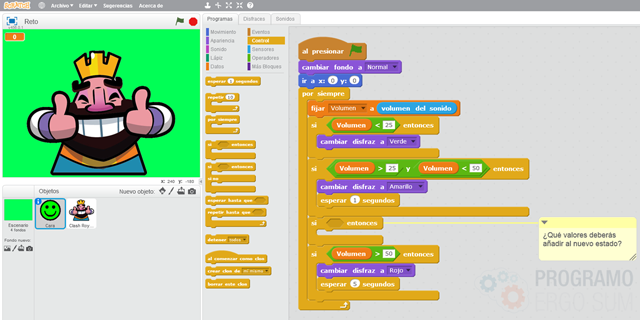 SCRATCH
Archivo
Editar
Sugerencias
Acerca de
Reto
Programas
Disfraces
Sonidos
Movimiento
Apariencia
Sonido
Lápiz
Datos
Eventos
Control
Sensores
Operadores
Más Bloques
0
esperar 1 segundos
repetir 10
por siempre
si entonces
si entonces
si no
esperar hasta que
repetir hasta que
detener todos
al comenzar como clon
crear clon de mí mismo
borrar este clon
x: 240 y: -180
Objetos
Nuevo objeto:
Escenario
4 fondos
Fondo nuevo:
Cara
Clash Roy...
al presionar
cambiar fondo a Normal
ir a x: 0 y: 0
por siempre
fijar Volumen a volumen del sonido
si Volumen < 25 entonces
cambiar disfraz a Verde
si Volumen > 25 y Volumen < 50 entonces
cambiar disfraz a Amarillo
esperar 1 segundos
si entonces
si Volumen > 50 entonces
cambiar disfraz a Rojo
esperar 5 segundos
¿Qué valores deberás
añadir al nuevo estado?
PROGRAMO
ERGO SUM